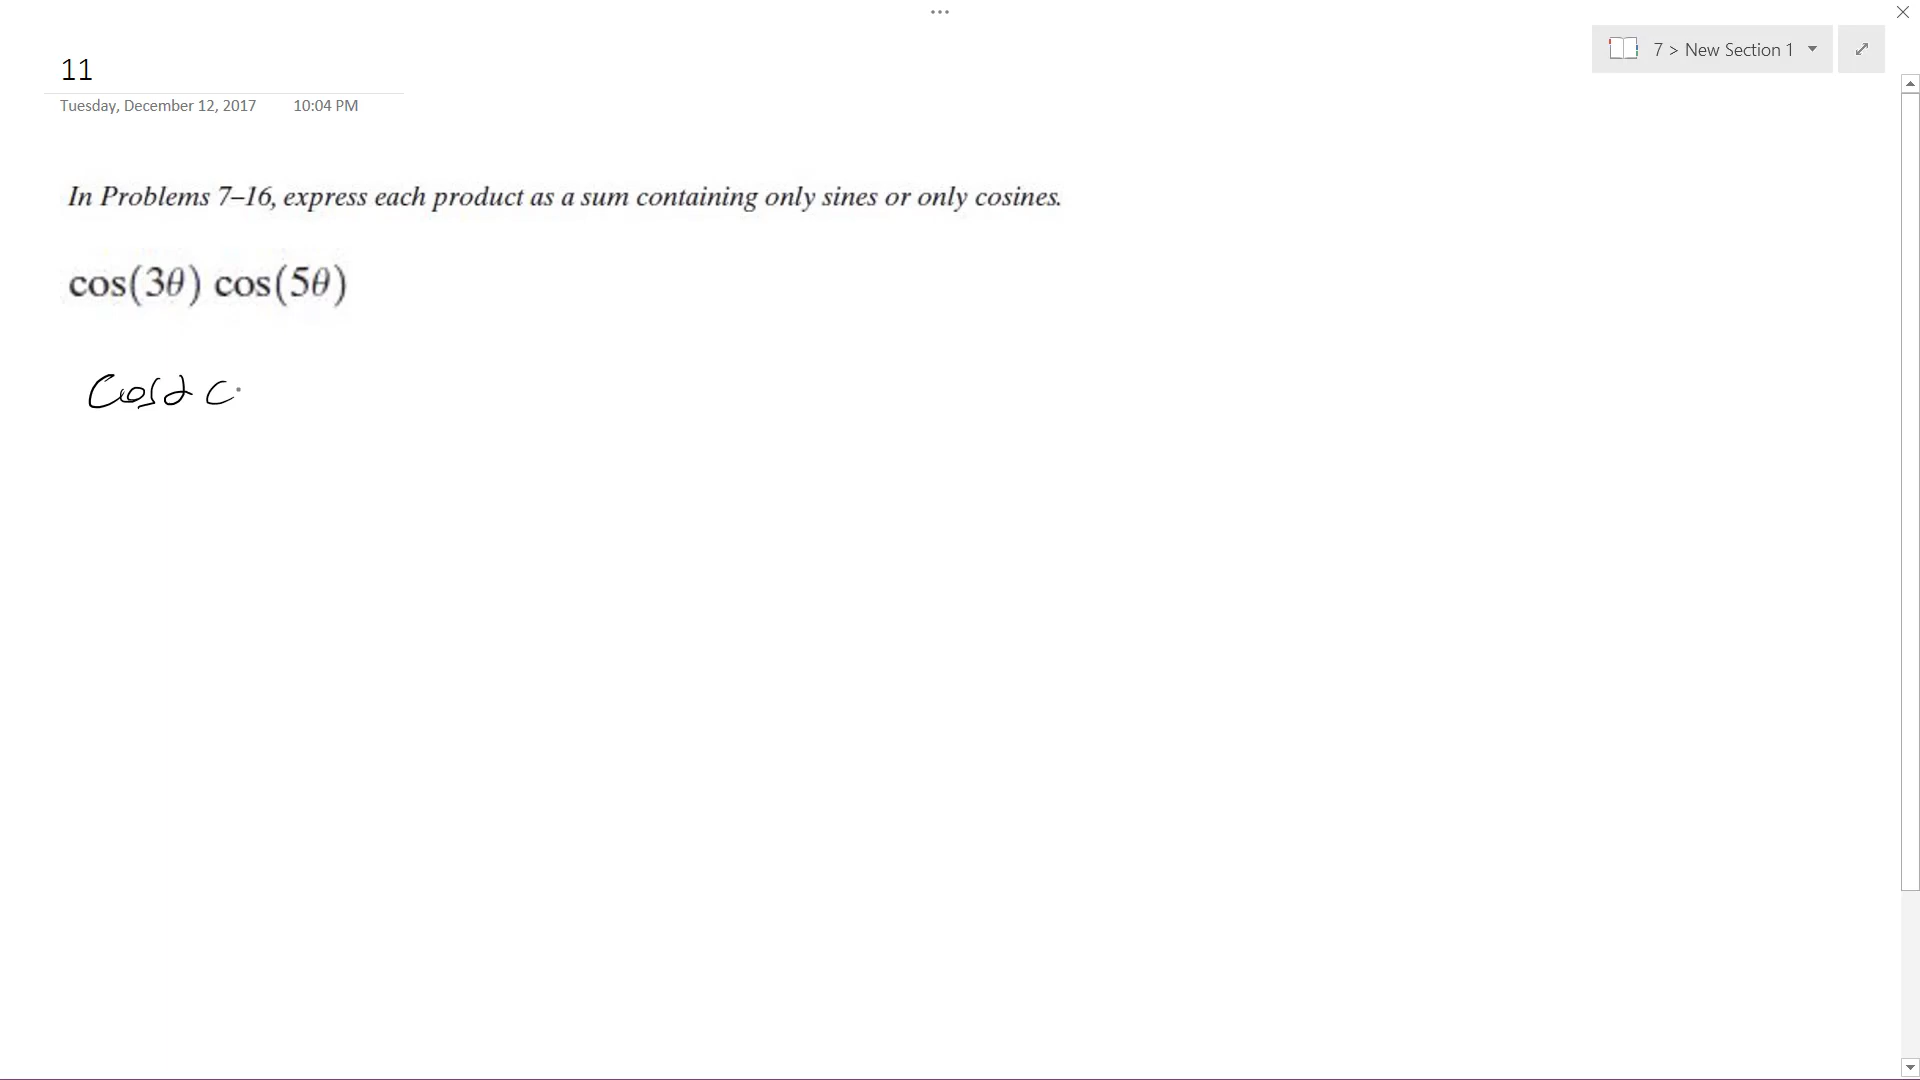 7 > New Section 1
11
Tuesday, December 12, 2017 10:04 PM
In Problems 7–16, express each product as a sum containing only sines or only cosines.
cos(3θ) cos(5θ)
cosα c